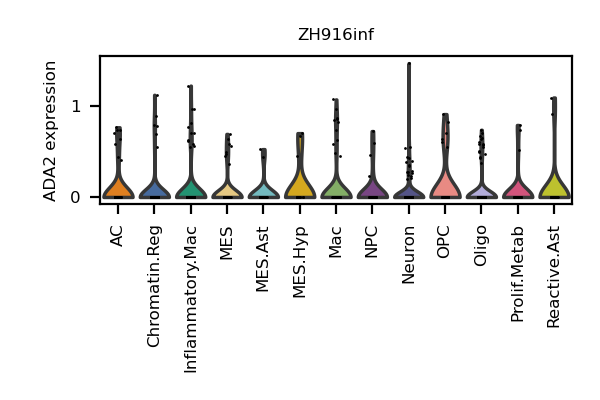 ZH916inf
ADA2 expression
1
0
AC
Chromatin.Reg
Inflammatory.Mac
MES
MES.Ast
MES.Hyp
Mac
NPC
Neuron
OPC
Oligo
Prolif.Metab
Reactive.Ast